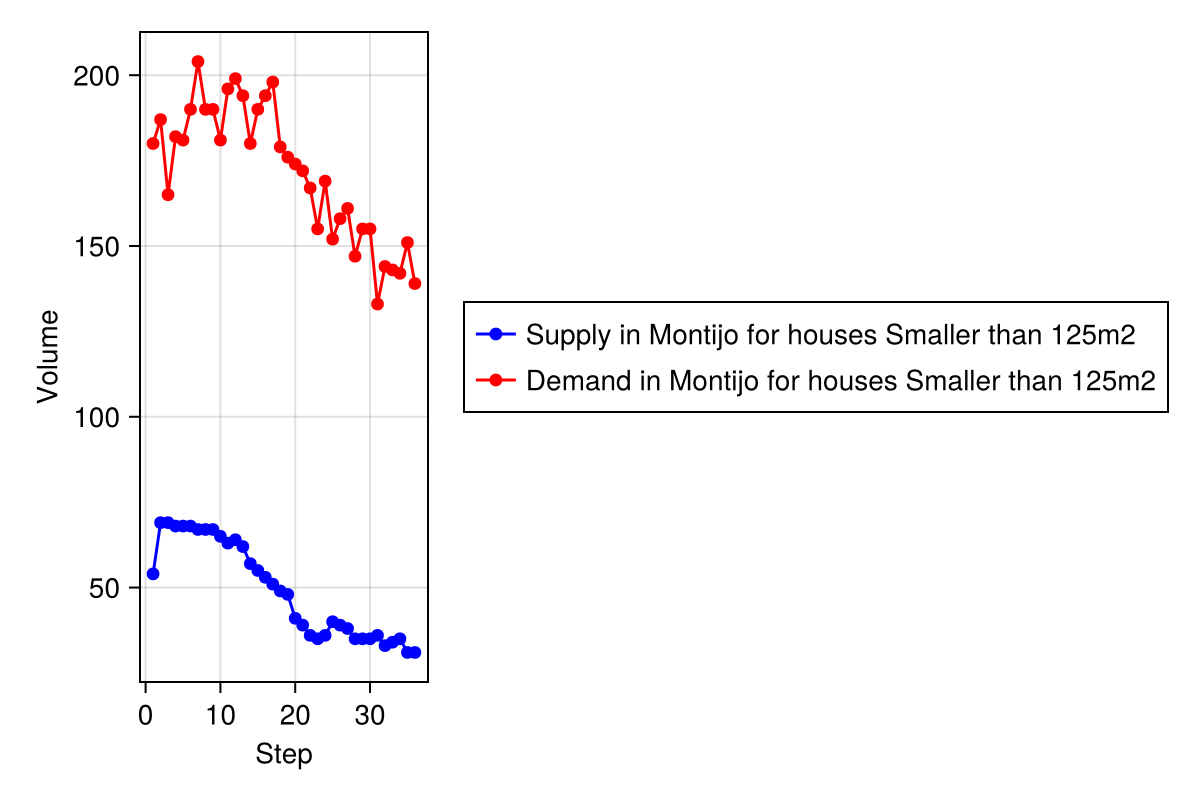 200
150
100
50
Volume
0 10 20 30
Step
Supply in Montijo for houses Smaller than 125m2
Demand in Montijo for houses Smaller than 125m2